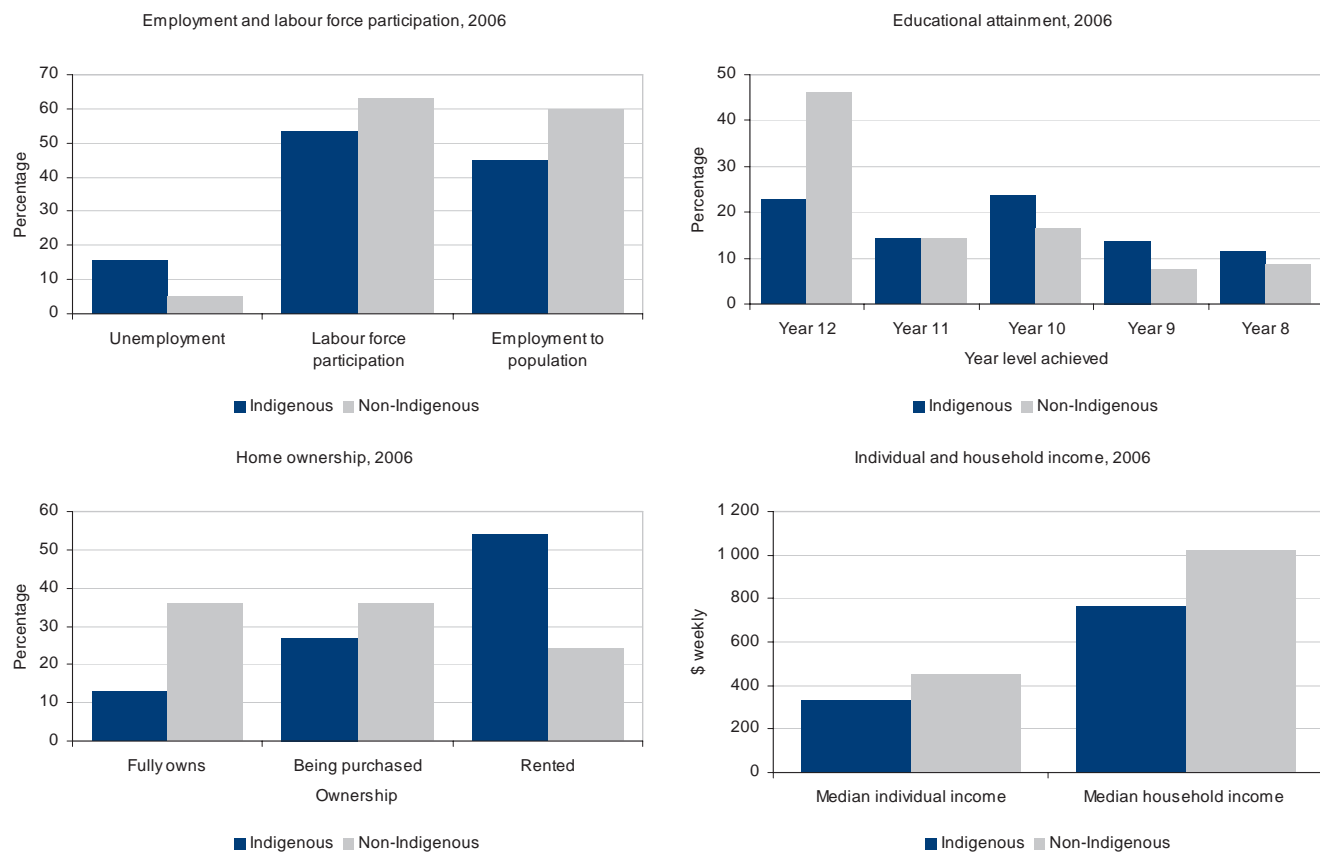 Employment and labour force participation, 2006
70
60
50
40
30
20
10
0
Percentage
Unemployment
Labour force
participation
Employment to
population
Indigenous Non-Indigenous
Educational attainment, 2006
50
40
30
20
10
0
Percentage
Year 12 Year 11 Year 10 Year 9 Year 8
Year level achieved
Indigenous Non-Indigenous
Home ownership, 2006
60
50
40
30
20
10
0
Percentage
Fully owns Being purchased Rented
Ownership
Indigenous Non-Indigenous
Individual and household income, 2006
1 200
1 000
800
600
400
200
0
$ weekly
Median individual income Median household income
Indigenous Non-Indigenous